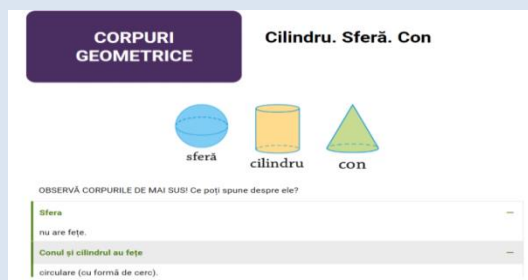 CORPURI
GEOMETRICE
Cilindru. Sferă. Con
sferă
cilindru
con
OBSERVĂ CORPURILE DE MAI SUS! Ce poți spune despre ele?
Sfera
nu are fețe.
Conul și cilindrul au fețe
circulare (cu formă de cerc).